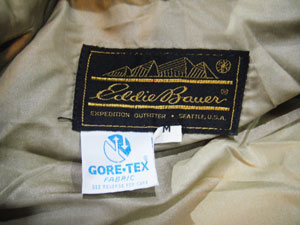 Eddie Bauer
EXPEDITION OUTFITTER • SEATTLE, U.S.A.
M
GORE-TEX
FABRIC